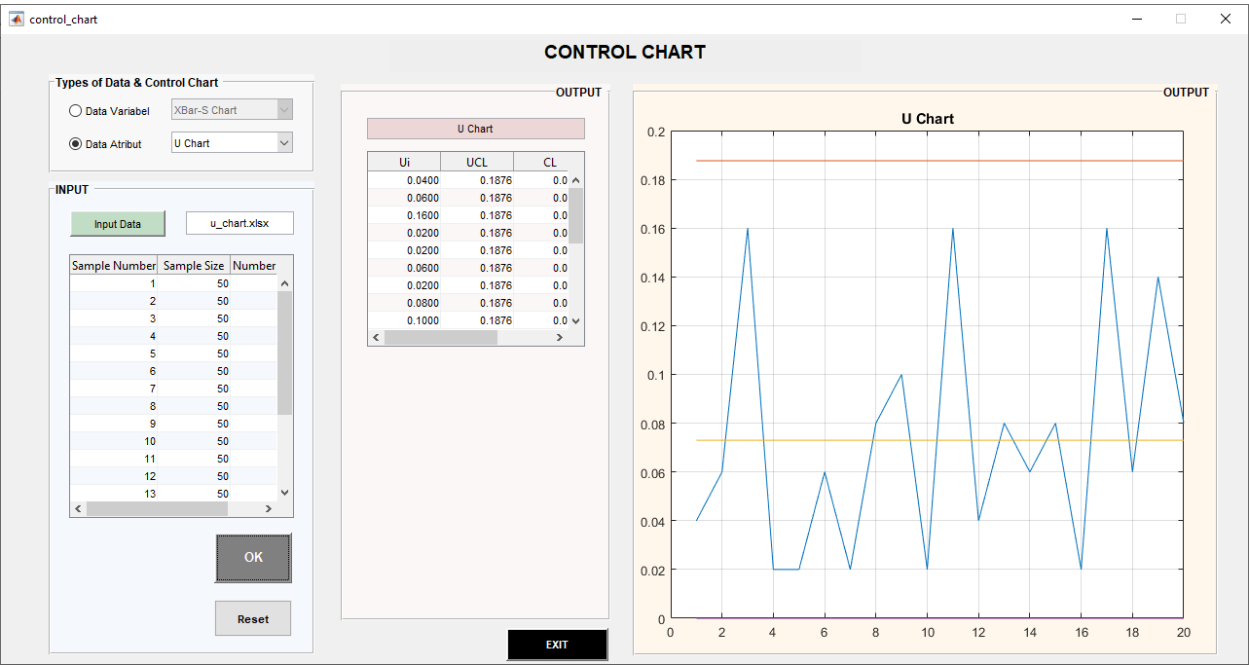 control_chart
CONTROL CHART
Types of Data & Control Chart
Data Variabel XBar-S Chart
Data Atribut U Chart
INPUT
Input Data u_chart.xlsx
Sample Number Sample Size Number
1 50
2 50
3 50
4 50
5 50
6 50
7 50
8 50
9 50
10 50
11 50
12 50
13 50
OK
Reset
OUTPUT
U Chart
Ui UCL CL
0.0400 0.1876 0.0
0.0600 0.1876 0.0
0.1600 0.1876 0.0
0.0200 0.1876 0.0
0.0200 0.1876 0.0
0.0600 0.1876 0.0
0.0200 0.1876 0.0
0.0800 0.1876 0.0
0.1000 0.1876 0.0
EXIT
OUTPUT
U Chart
0.2
0.18
0.16
0.14
0.12
0.1
0.08
0.06
0.04
0.02
0
0 2 4 6 8 10 12 14 16 18 20